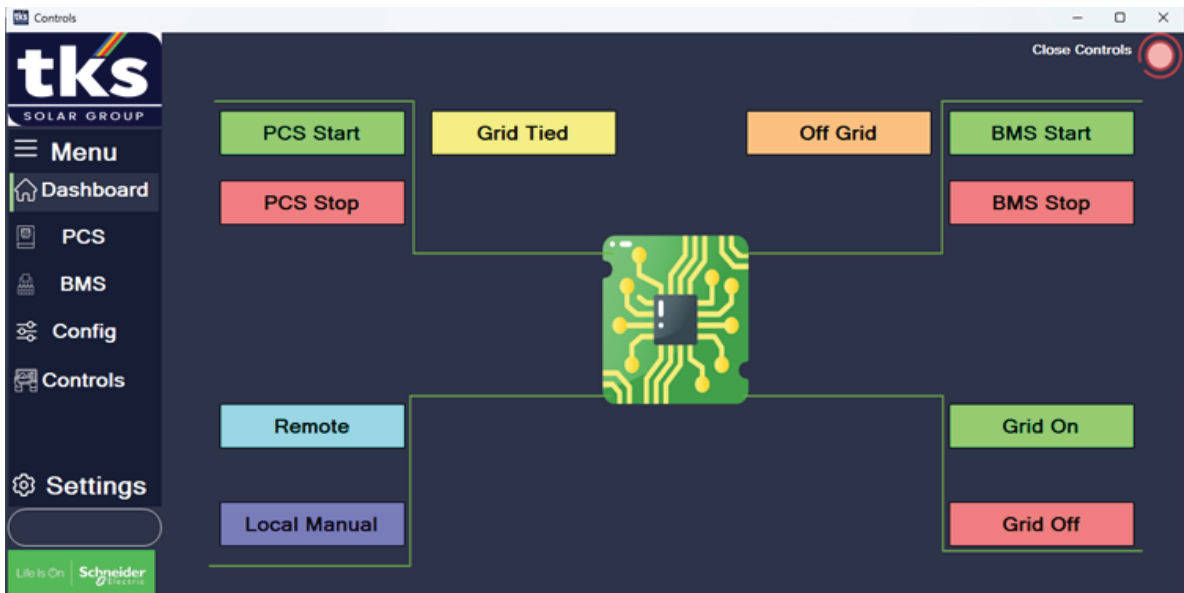 tks Controls
Close Controls
tks
SOLAR GROUP
Menu
Dashboard
PCS
BMS
Config
Controls
Settings
Life Is On Schneider
Electric
PCS Start
Grid Tied
Off Grid
BMS Start
PCS Stop
BMS Stop
Remote
Grid On
Local Manual
Grid Off